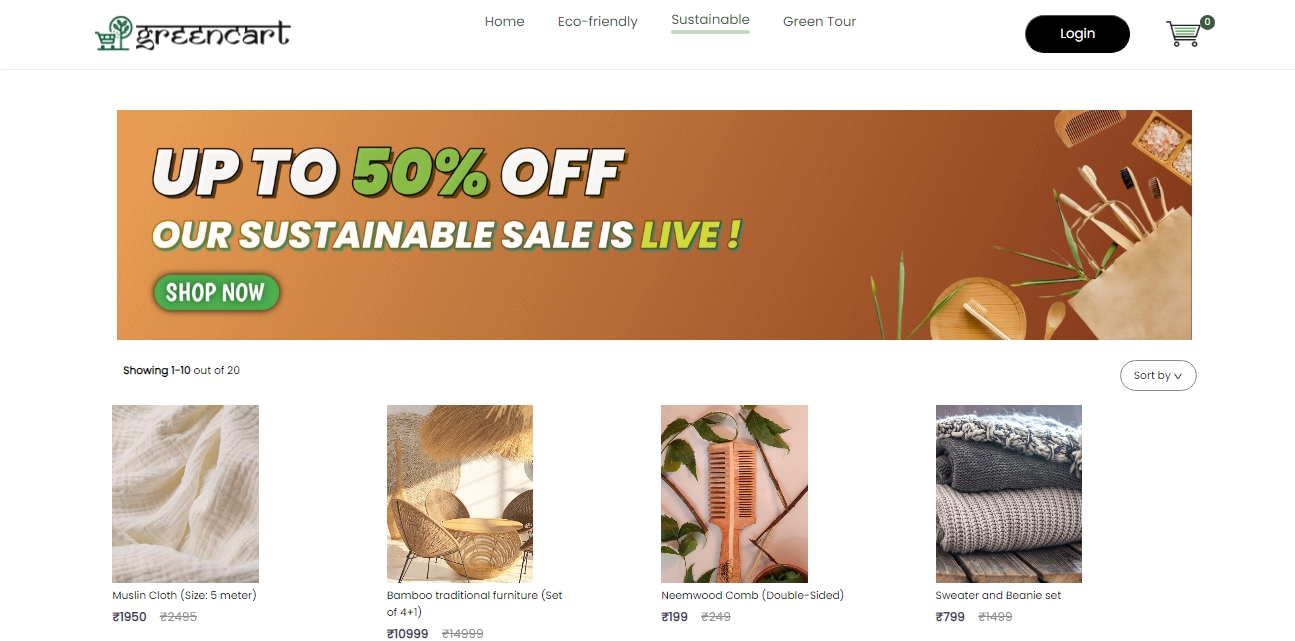 greencart
Home
Eco-friendly
Sustainable
Green Tour
Login
0
UP TO 50% OFF
OUR SUSTAINABLE SALE IS LIVE !
SHOP NOW
Showing 1-10 out of 20
Sort by
Muslin Cloth (Size: 5 meter)
₹1950 ₹2495
Bamboo traditional furniture (Set
of 4+1)
₹10999 ₹14999
Neemwood Comb (Double-Sided)
₹199 ₹249
Sweater and Beanie set
₹799 ₹1499